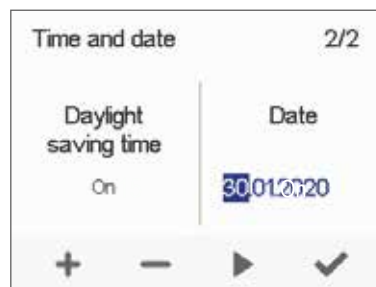 Time and date 2/2
Daylight
saving time
Date
On
30.01.2020